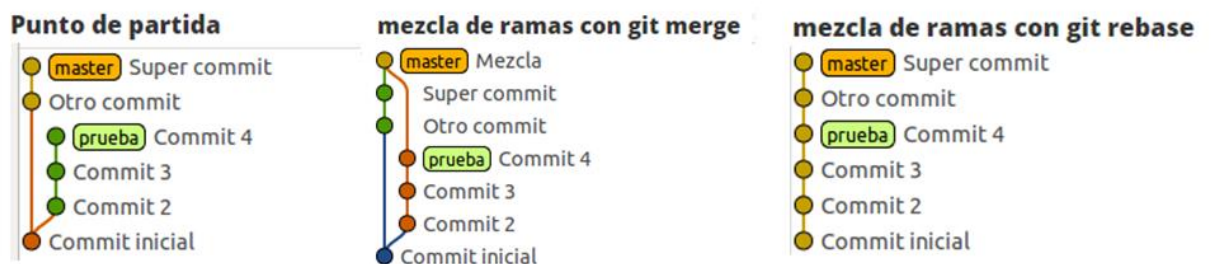 Punto de partida
master Super commit
Otro commit
prueba Commit 4
Commit 3
Commit 2
Commit inicial
mezcla de ramas con git merge
master Mezcla
Super commit
Otro commit
prueba Commit 4
Commit 3
Commit 2
Commit inicial
mezcla de ramas con git rebase
master Super commit
Otro commit
prueba Commit 4
Commit 3
Commit 2
Commit inicial